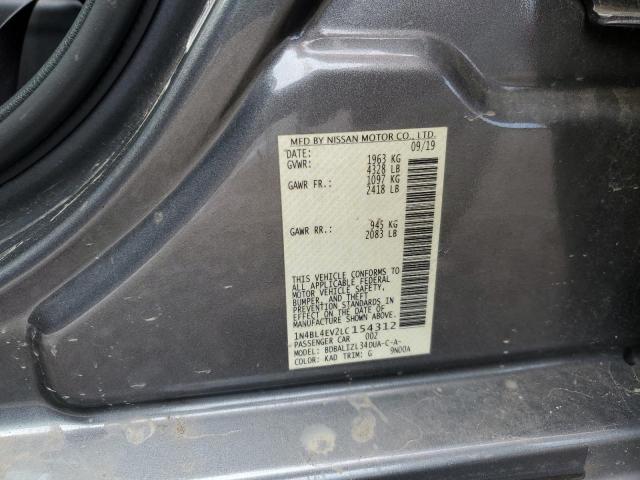 MFD BY NISSAN MOTOR CO., LTD.
DATE: 09/19
GVWR: 1963 KG
4328 LB
GAWR FR.: 1097 KG
2418 LB
GAWR RR.: 945 KG
2083 LB
THIS VEHICLE CONFORMS TO
ALL APPLICABLE FEDERAL
MOTOR VEHICLE SAFETY,
BUMPER, AND THEFT
PREVENTION STANDARDS IN
EFFECT ON THE DATE OF
MANUFACTURE SHOWN ABOVE.
1N4BL4EV2LC154312
PASSENGER CAR 002
MODEL: BDBALIZL34DUA-C-A-
COLOR: KAD TRIM: G 9NDOA